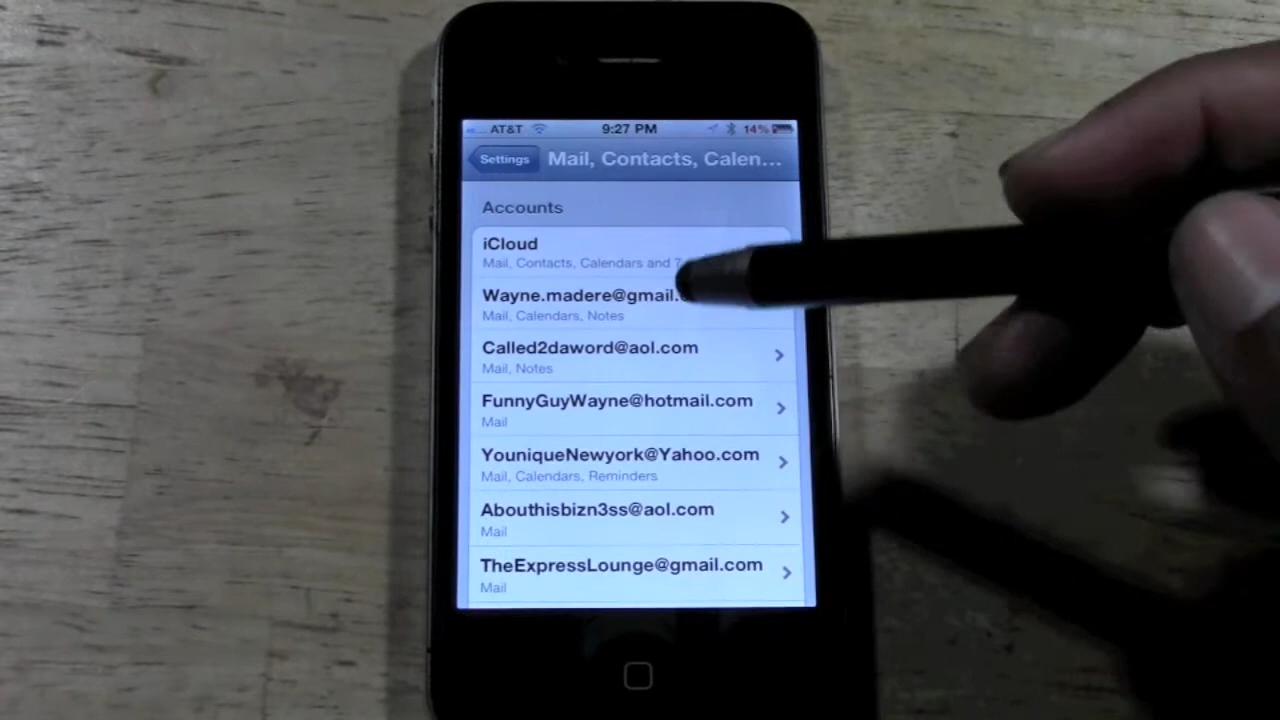 AT&T 9:27 PM 14%
Settings Mail, Contacts, Calen...
Accounts
iCloud
Mail, Contacts, Calendars and 7
Wayne.madere@gmail.
Mail, Calendars, Notes
Called2daword@aol.com
Mail, Notes
FunnyGuyWayne@hotmail.com
Mail
YouniqueNewyork@Yahoo.com
Mail, Calendars, Reminders
Abouthisbizn3ss@aol.com
Mail
TheExpressLounge@gmail.com
Mail